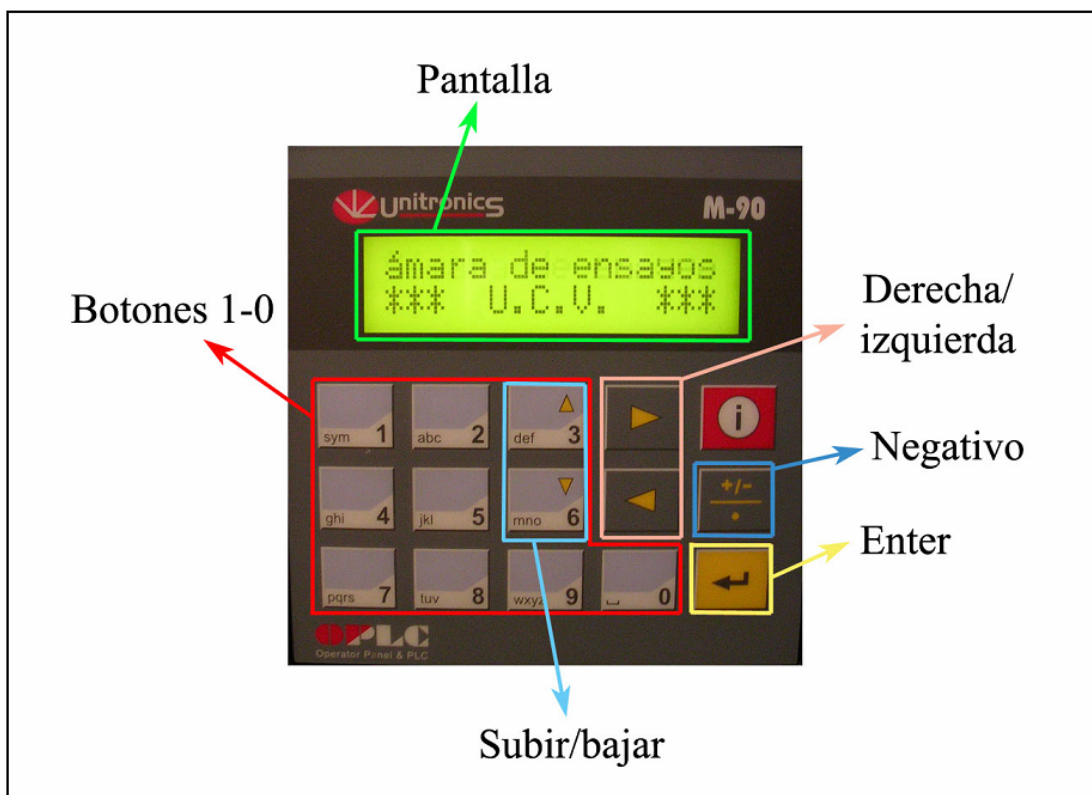 Pantalla
unitronics
M-90
ámara de ensayos
*** U.C.V. ***
Derecha/
izquierda
Botones 1-0
sym 1
abc 2
def 3
i
Negativo
ghi 4
jkl 5
mno 6
+/-
•
Enter
pqrs 7
tuv 8
wxyz 9
0
OPLC
Operator Panel & PLC
Subir/bajar